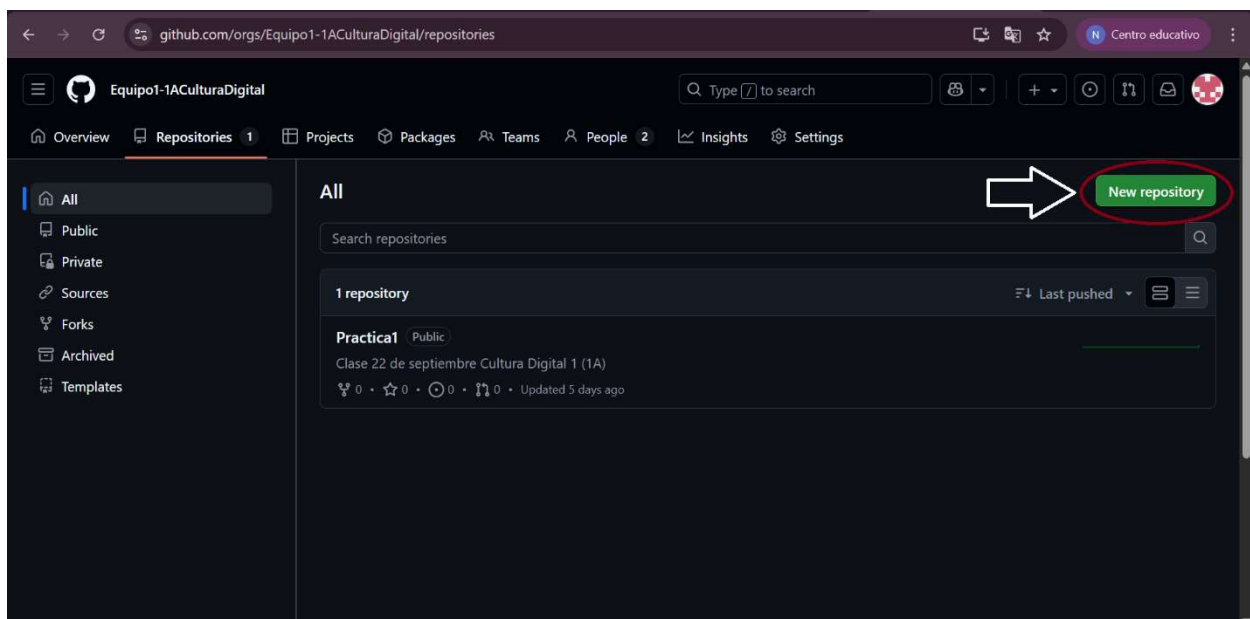 github.com/orgs/Equipo1-1ACulturaDigital/repositories
N Centro educativo
Equipo1-1ACulturaDigital
Type / to search
Overview Repositories 1 Projects Packages Teams People 2 Insights Settings
All
Public
Private
Sources
Forks
Archived
Templates
All
New repository
Search repositories
1 repository
Last pushed
Practica1 Public
Clase 22 de septiembre Cultura Digital 1 (1A)
0 • 0 • 0 • 0 • Updated 5 days ago